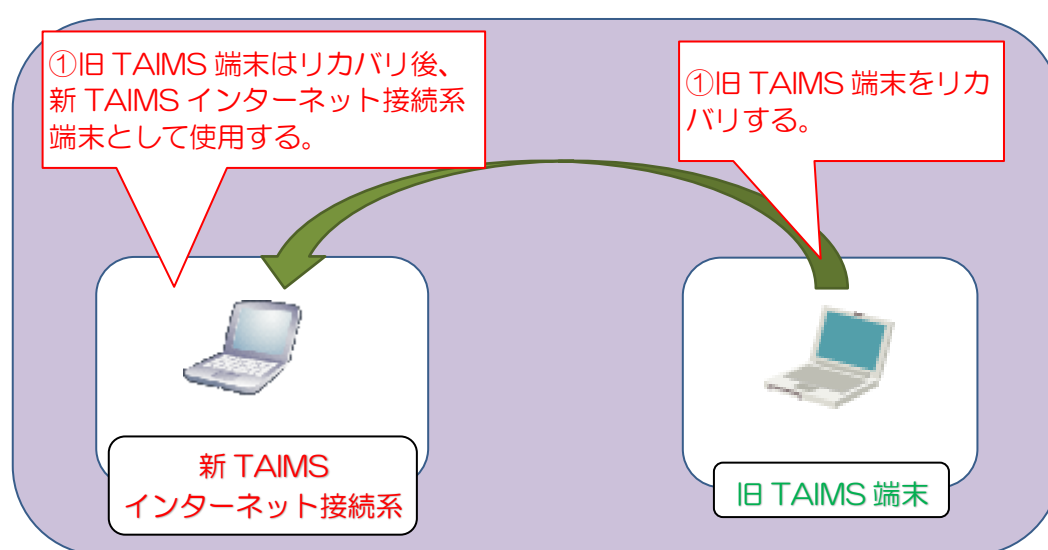 ①旧 TAIMS 端末はリカバリ後、
新 TAIMS インターネット接続系
端末として使用する。
①旧 TAIMS 端末をリカ
バリする。
新 TAIMS
インターネット接続系
旧 TAIMS 端末